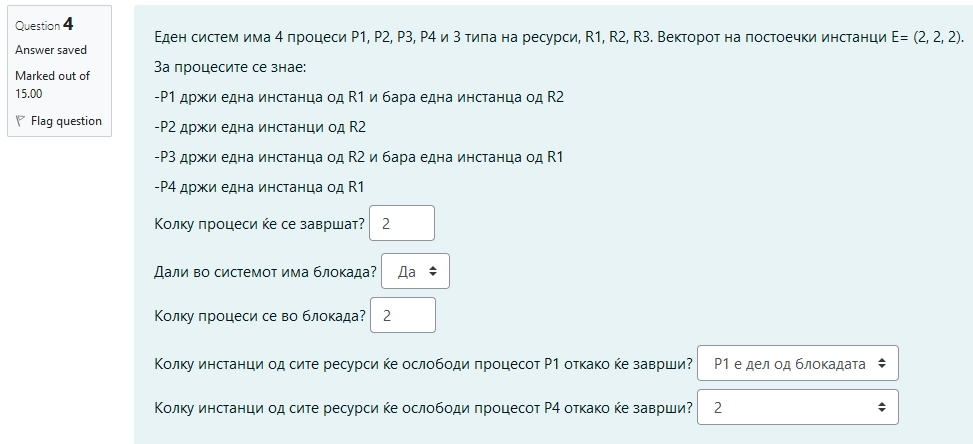 Question 4
Answer saved
Marked out of
15.00
Flag question
Еден систем има 4 процеси P1, P2, P3, P4 и 3 типа на ресурси, R1, R2, R3. Векторот на постоечки инстанци E= (2, 2, 2).
За процесите се знае:
-P1 држи една инстанца од R1 и бара една инстанца од R2
-P2 држи една инстанци од R2
-P3 држи една инстанца од R2 и бара една инстанца од R1
-P4 држи една инстанца од R1
Колку процеси ќе се завршат? 2
Дали во системот има блокада? Да
Колку процеси се во блокада? 2
Колку инстанци од сите ресурси ќе ослободи процесот P1 откако ќе заврши? P1 е дел од блокадата
Колку инстанци од сите ресурси ќе ослободи процесот P4 откако ќе заврши? 2